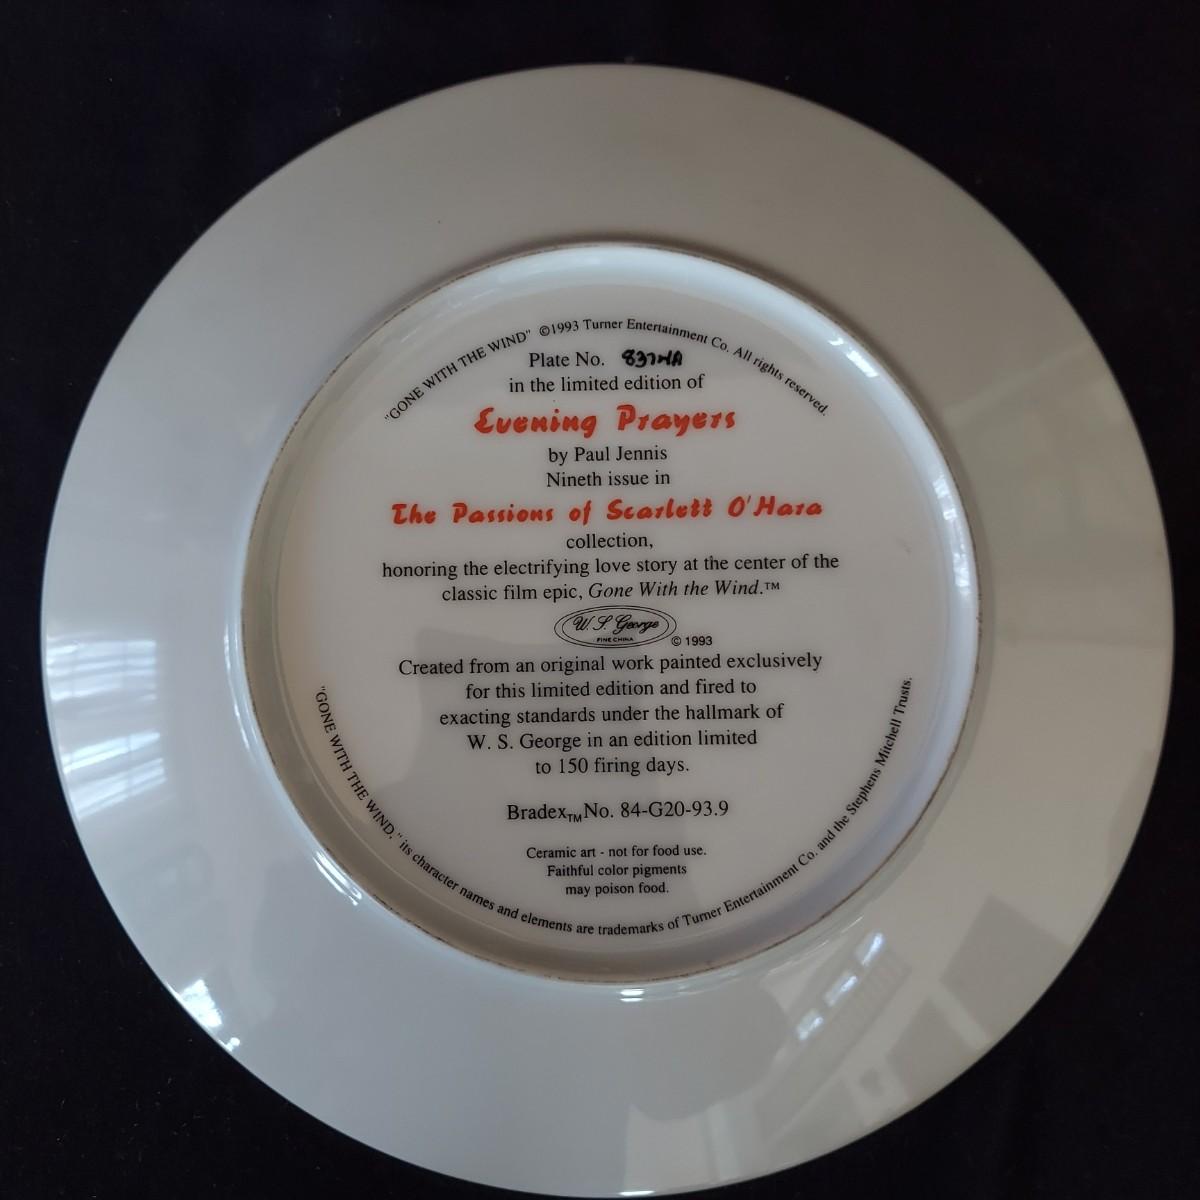 "GONE WITH THE WIND" ©1993 Turner Entertainment Co. All rights reserved.
Plate No. 8374A
in the limited edition of
Evening Prayers
by Paul Jennis
Nineth issue in
The Passions of Scarlett O'Hara
collection,
honoring the electrifying love story at the center of the
classic film epic, Gone With the Wind.™
W. S. George
FINE CHINA
© 1993
Created from an original work painted exclusively
for this limited edition and fired to
exacting standards under the hallmark of
W. S. George in an edition limited
to 150 firing days.
Bradex™No. 84-G20-93.9
Ceramic art - not for food use.
Faithful color pigments
may poison food.
"GONE WITH THE WIND," its character names and elements are trademarks of Turner Entertainment Co. and the Stephens Mitchell Trusts.